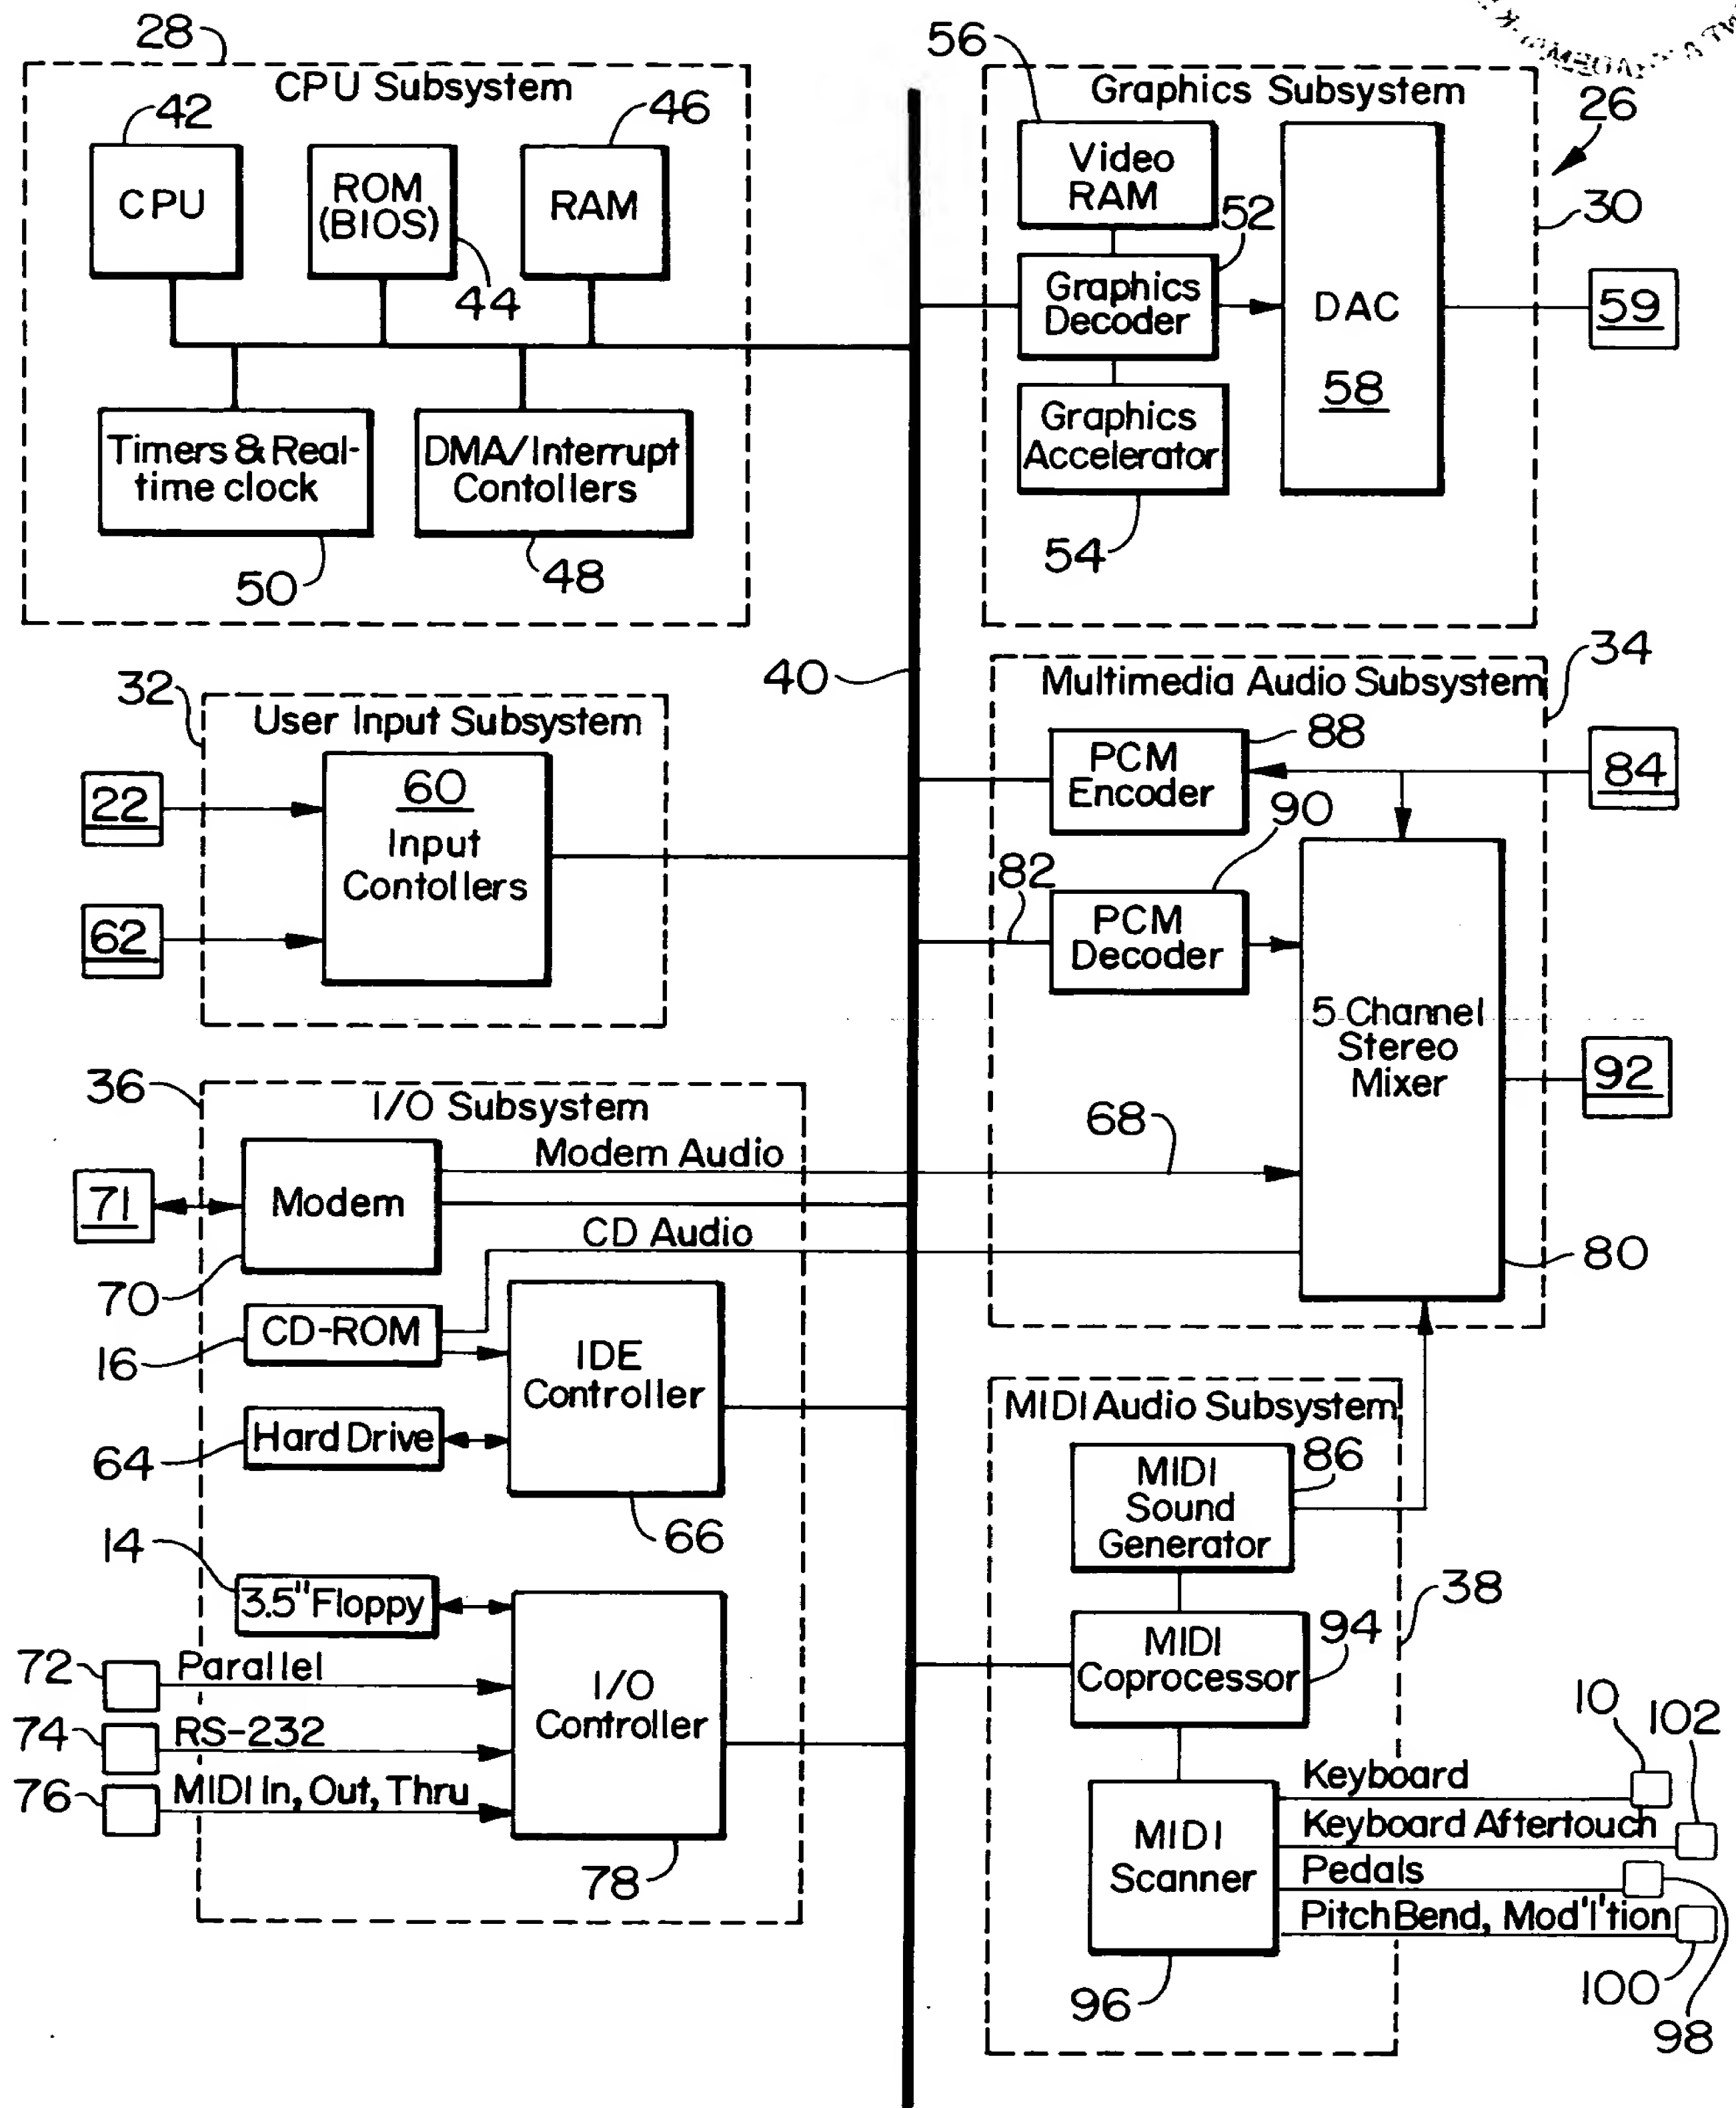 28
CPU Subsystem
42
46
CPU
ROM
(BIOS)
RAM
44
Timers & Real-
time clock
DMA/Interrupt
Contollers
50
48
56
Graphics Subsystem
26
Video
RAM
52
30
Graphics
Decoder
DAC
58
59
Graphics
Accelerator
54
40
32
User Input Subsystem
22
60
Input
Contollers
62
34
Multimedia Audio Subsystem
88
PCM
Encoder
84
90
82
PCM
Decoder
5 Channel
Stereo
Mixer
92
68
80
36
I/O Subsystem
Modem Audio
71
Modem
CD Audio
70
CD-ROM
16
IDE
Controller
Hard Drive
64
66
14
3.5" Floppy
72
Parallel
I/O
Controller
74
RS-232
76
MIDI In, Out, Thru
78
MIDI Audio Subsystem
86
MIDI
Sound
Generator
38
94
MIDI
Coprocessor
10
102
Keyboard
Keyboard Aftertouch
MIDI
Scanner
Pedals
Pitch Bend, Mod'l'tion
96
100
98